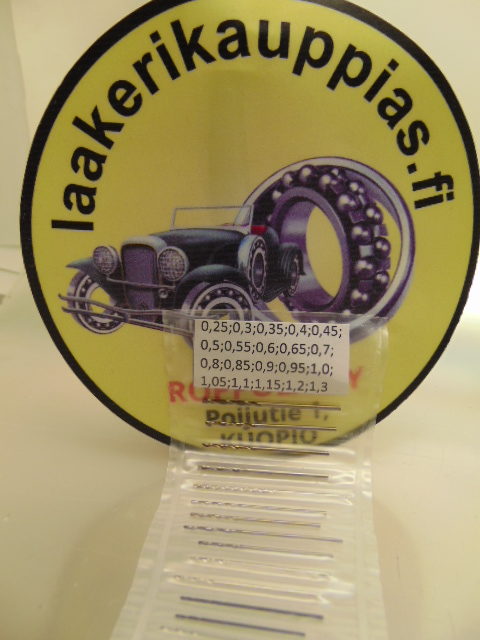 laakerikauppias.fi
0,25;0,3;0,35;0,4;0,45;
0,5;0,55;0,6;0,65;0,7;
0,8;0,85;0,9;0,95;1,0;
1,05;1,1;1,15;1,2;1,3
Poijutie 1,
KUOPIO